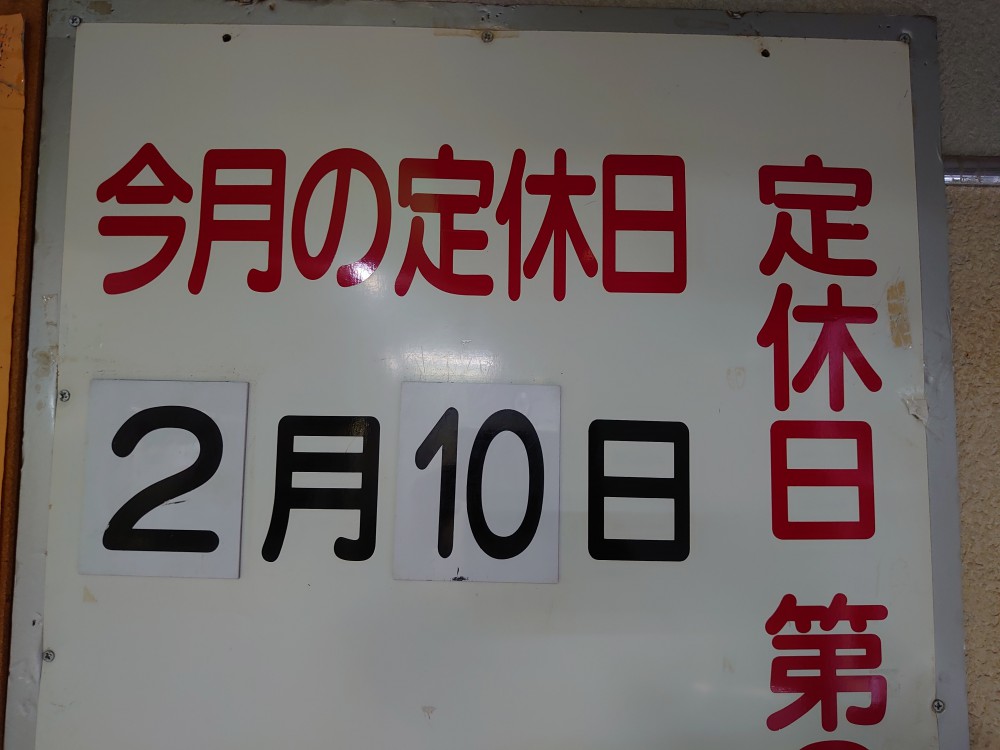 今月の定休日
2月10日
定休日 第